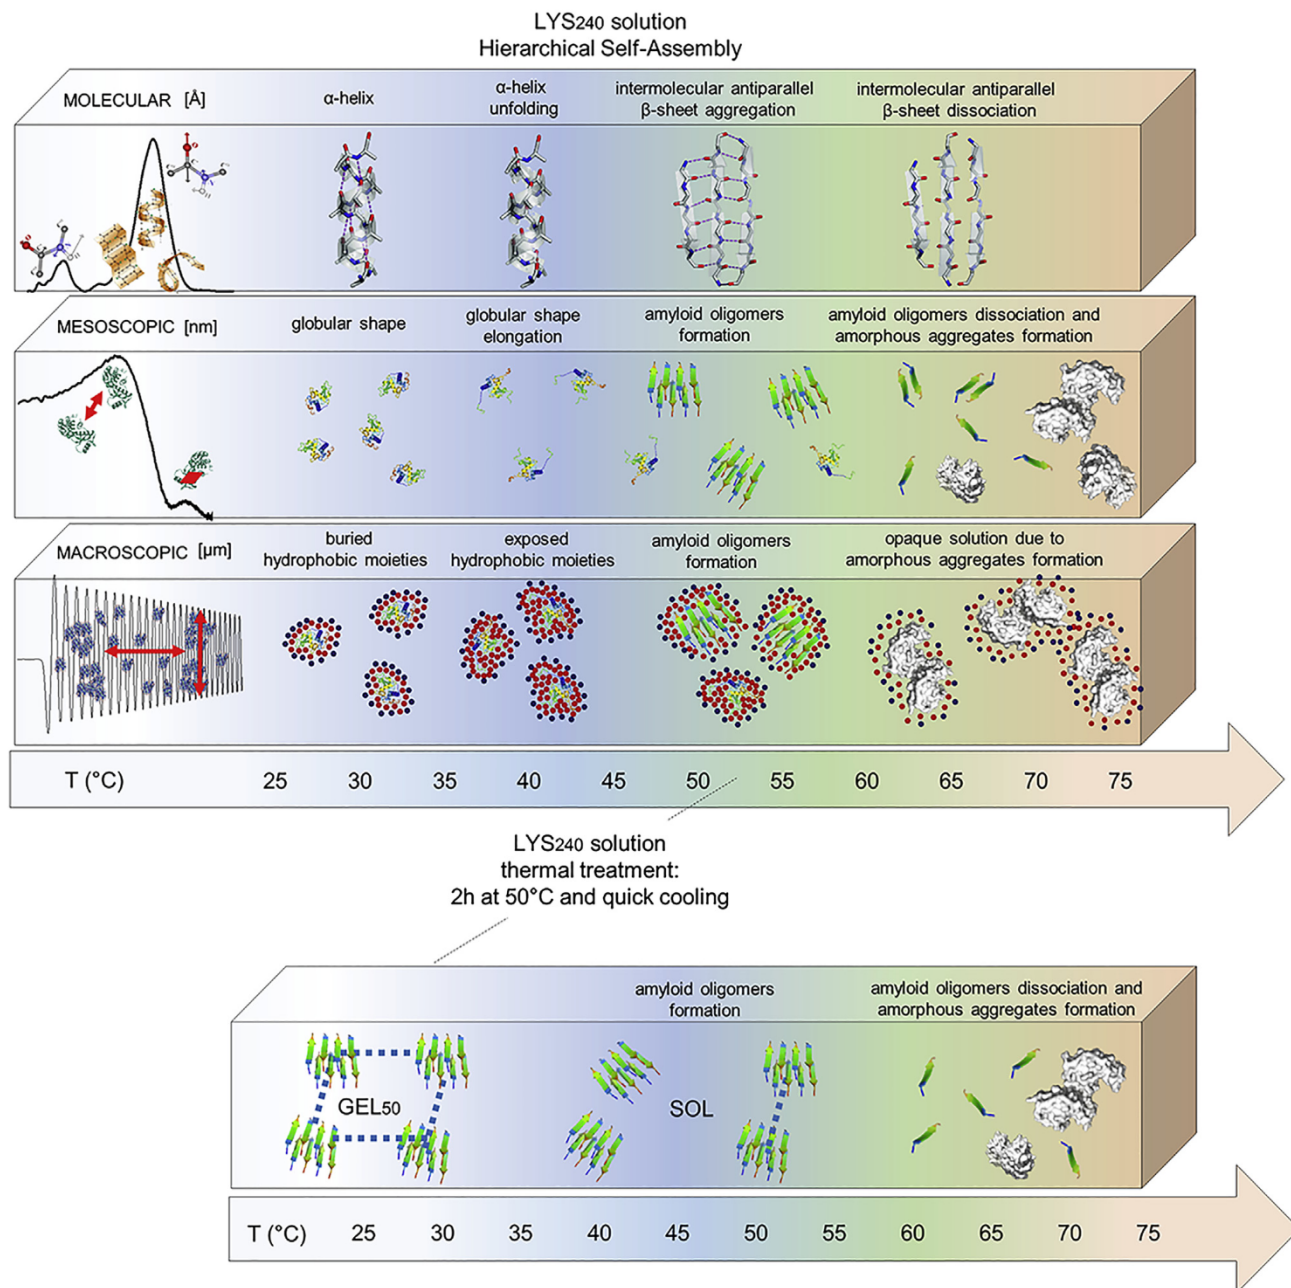 LYS240 solution
Hierarchical Self-Assembly
MOLECULAR [Å]
α-helix
α-helix
unfolding
intermolecular antiparallel
β-sheet aggregation
intermolecular antiparallel
β-sheet dissociation
MESOSCOPIC [nm]
globular shape
globular shape
elongation
amyloid oligomers
formation
amyloid oligomers dissociation and
amorphous aggregates formation
MACROSCOPIC [µm]
buried
hydrophobic moieties
exposed
hydrophobic moieties
amyloid oligomers
formation
opaque solution due to
amorphous aggregates formation
T (°C) 25 30 35 40 45 50 55 60 65 70 75
LYS240 solution
thermal treatment:
2h at 50°C and quick cooling
amyloid oligomers
formation
amyloid oligomers dissociation and
amorphous aggregates formation
GEL50
SOL
T (°C) 25 30 35 40 45 50 55 60 65 70 75